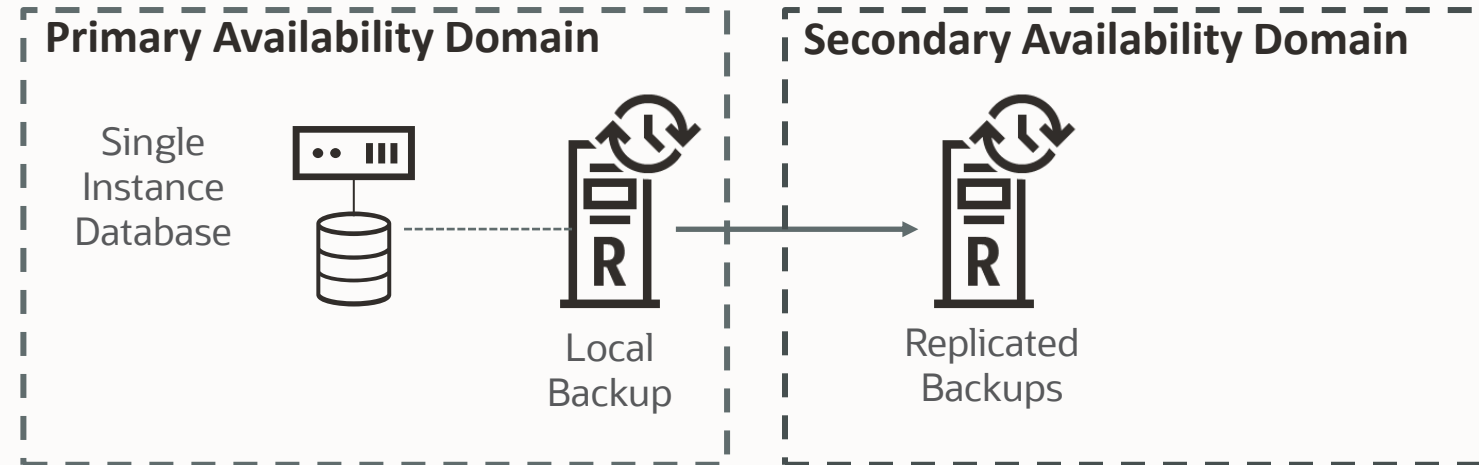 Primary Availability Domain
Single
Instance
Database
R
Local
Backup
Secondary Availability Domain
R
Replicated
Backups